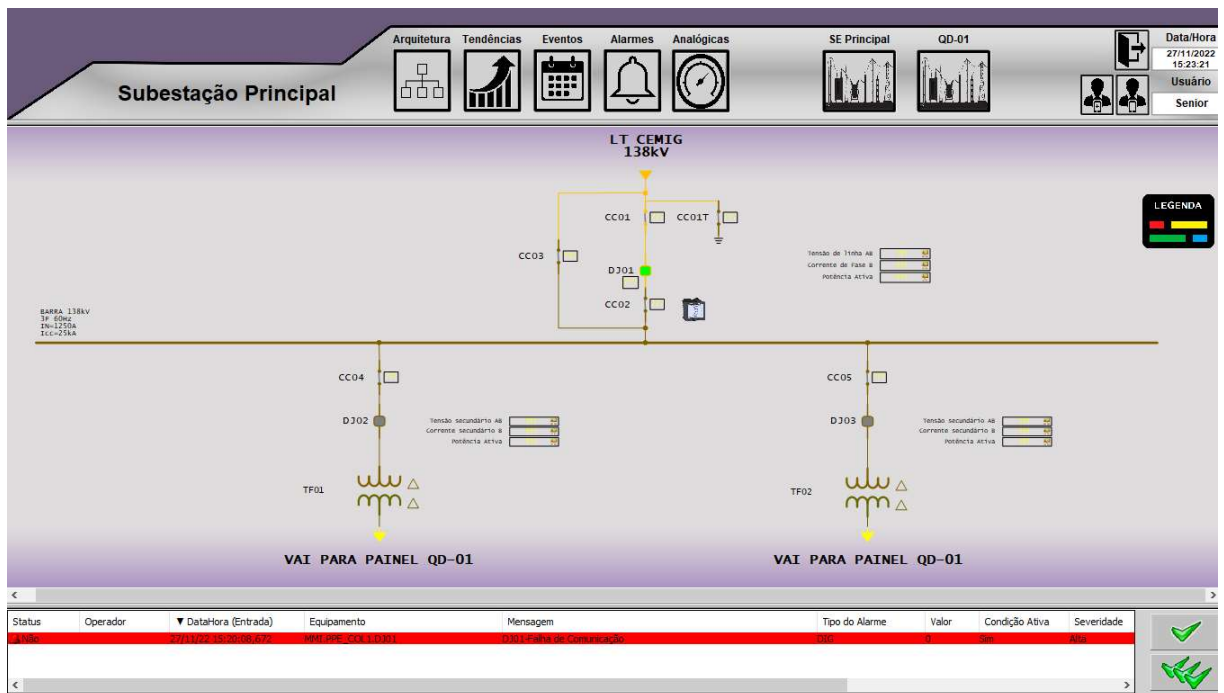 Arquitetura Tendências Eventos Alarmes Analógicas SE Principal QD-01 Data/Hora
27/11/2022
15:23:21
Usuário
Senior
Subestação Principal
LT CEMIG
138kV
LEGENDA
CC01
CC01T
CC03
DJ01
CC02
Tensão de linha AB
Corrente de Fase B
Potência Ativa
BARRA 138kV
3F 60Hz
IN=1250A
Icc=25kA
CC04
CC05
DJ02
DJ03
Tensão secundário AB
Corrente secundário B
Potência Ativa
Tensão secundário AB
Corrente secundário B
Potência Ativa
TF01
TF02
VAI PARA PAINEL QD-01
VAI PARA PAINEL QD-01
Status Operador ▼ DataHora (Entrada) Equipamento Mensagem Tipo do Alarme Valor Condição Ativa Severidade
Não 27/11/22 15:20:08,672 MMI.PPE_COL1.DJ01 DJ01-Falha de Comunicação DIG 0 Sim Alta